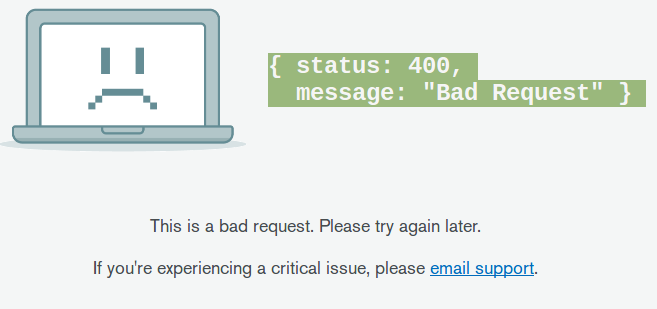 { status: 400,
message: "Bad Request" }
This is a bad request. Please try again later.
If you're experiencing a critical issue, please email support.